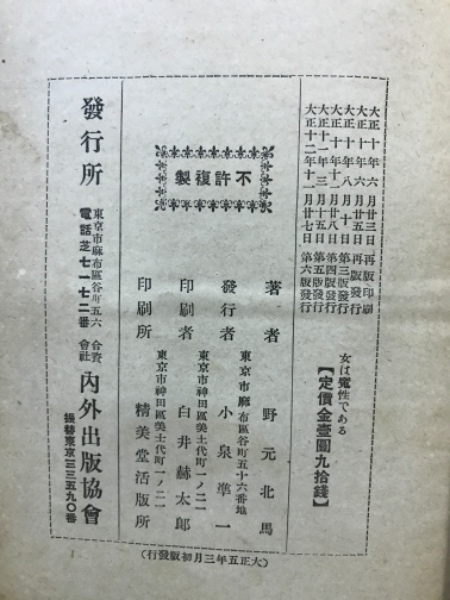 大正十年六月廿三日再版印刷
大正十年六月廿五日再版發行
大正十年八月十日第三版發行
大正十年十二月廿八日第四版發行
大正十一年三月十五日第五版發行
大正十二年十一月廿七日第六版發行
女は魔性である
【定價金壹圓九拾錢】
不許複製
著者 野元北馬
東京市麻布區谷町五十六番地
發行者 小泉準一
東京市神田區美土代町一ノ二一
印刷者 白井赫太郎
東京市神田區美土代町一ノ二一
印刷所 精美堂活版所
發行所
東京市麻布區谷町五六
電話芝七一七二番
合資會社 內外出版協會
振替東京一三三五九〇番
(大正五年三月初版發行)